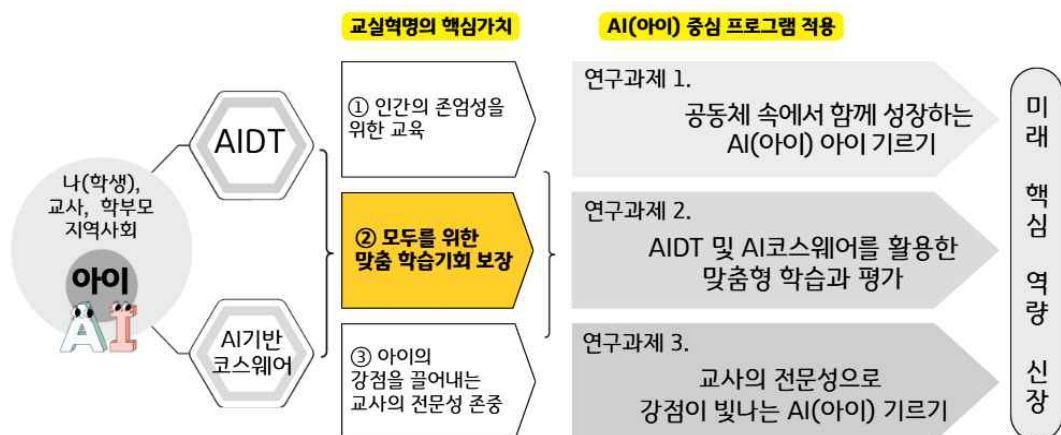 교실혁명의 핵심가치
AI(아이) 중심 프로그램 적용
나(학생),
교사, 학부모
지역사회
아이
AI
AIDT
AI기반
코스웨어
① 인간의 존엄성을
위한 교육
② 모두를 위한
맞춤 학습기회 보장
③ 아이의
강점을 끌어내는
교사의 전문성 존중
연구과제 1.
공동체 속에서 함께 성장하는
AI(아이) 아이 기르기
연구과제 2.
AIDT 및 AI코스웨어를 활용한
맞춤형 학습과 평가
연구과제 3.
교사의 전문성으로
강점이 빛나는 AI(아이) 기르기
미래 핵심 역량 신장